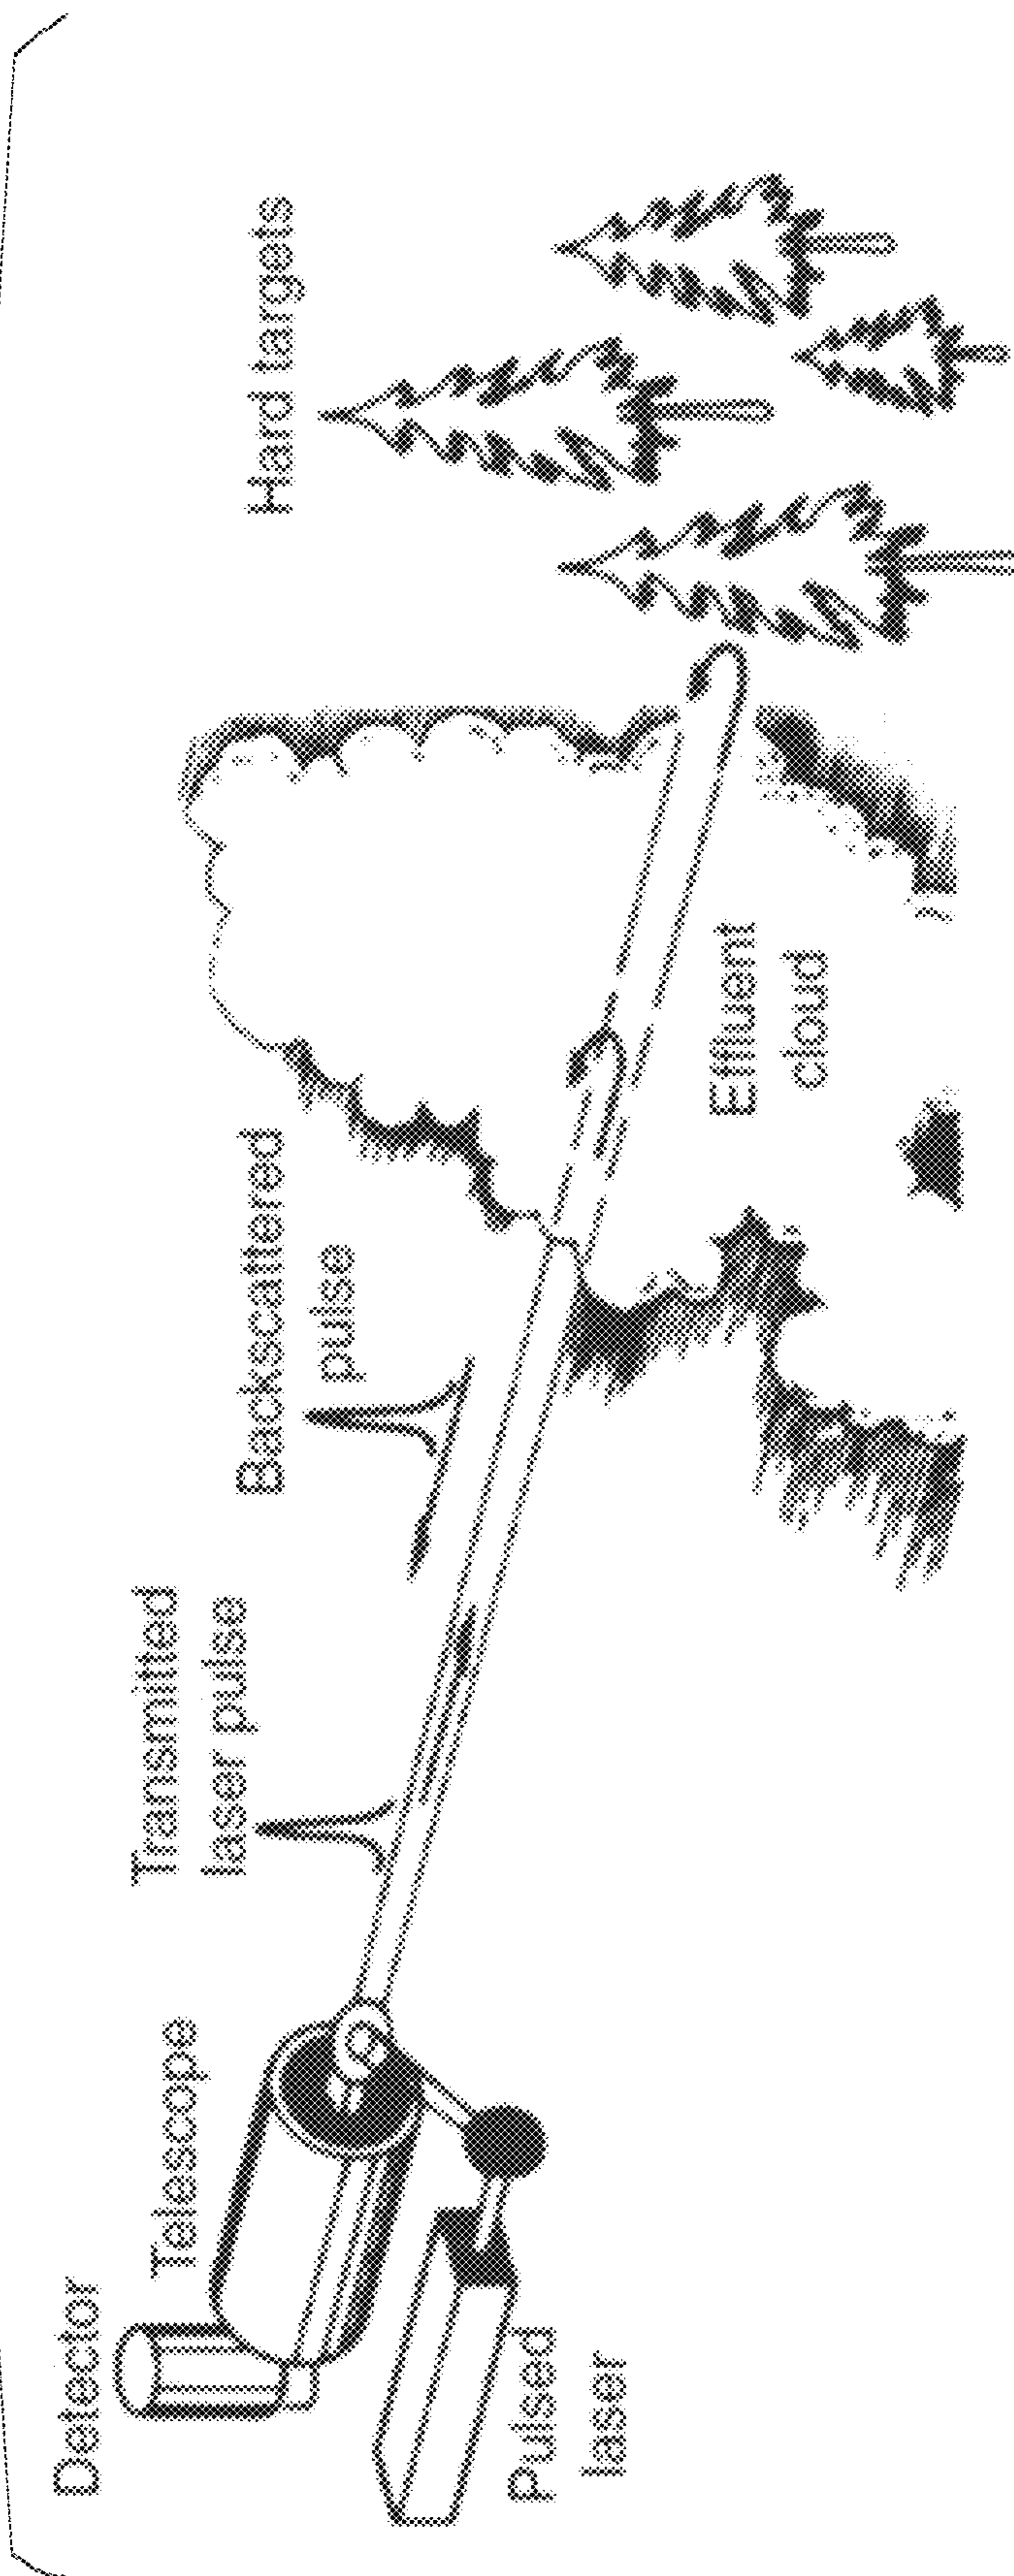 Detector
Telescope
Pulsed
laser
Transmitted
laser pulse
Backscattered
pulse
Effluent
cloud
Hard targets